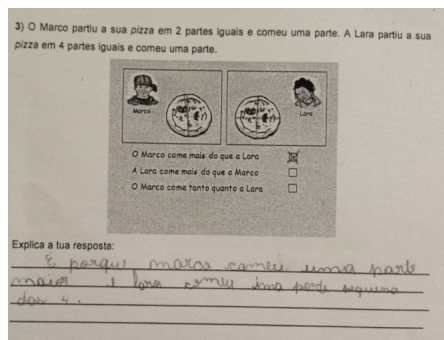 3) O Marco partiu a sua pizza em 2 partes iguais e comeu uma parte. A Lara partiu a sua
pizza em 4 partes iguais e comeu uma parte.
Marco
Lara
O Marco come mais do que a Lara
A Lara come mais do que o Marco
O Marco come tanto quanto a Lara
Explica a tua resposta:
E porque marco comeu uma parte
maior e lara comeu ima parte pequena
das 4.